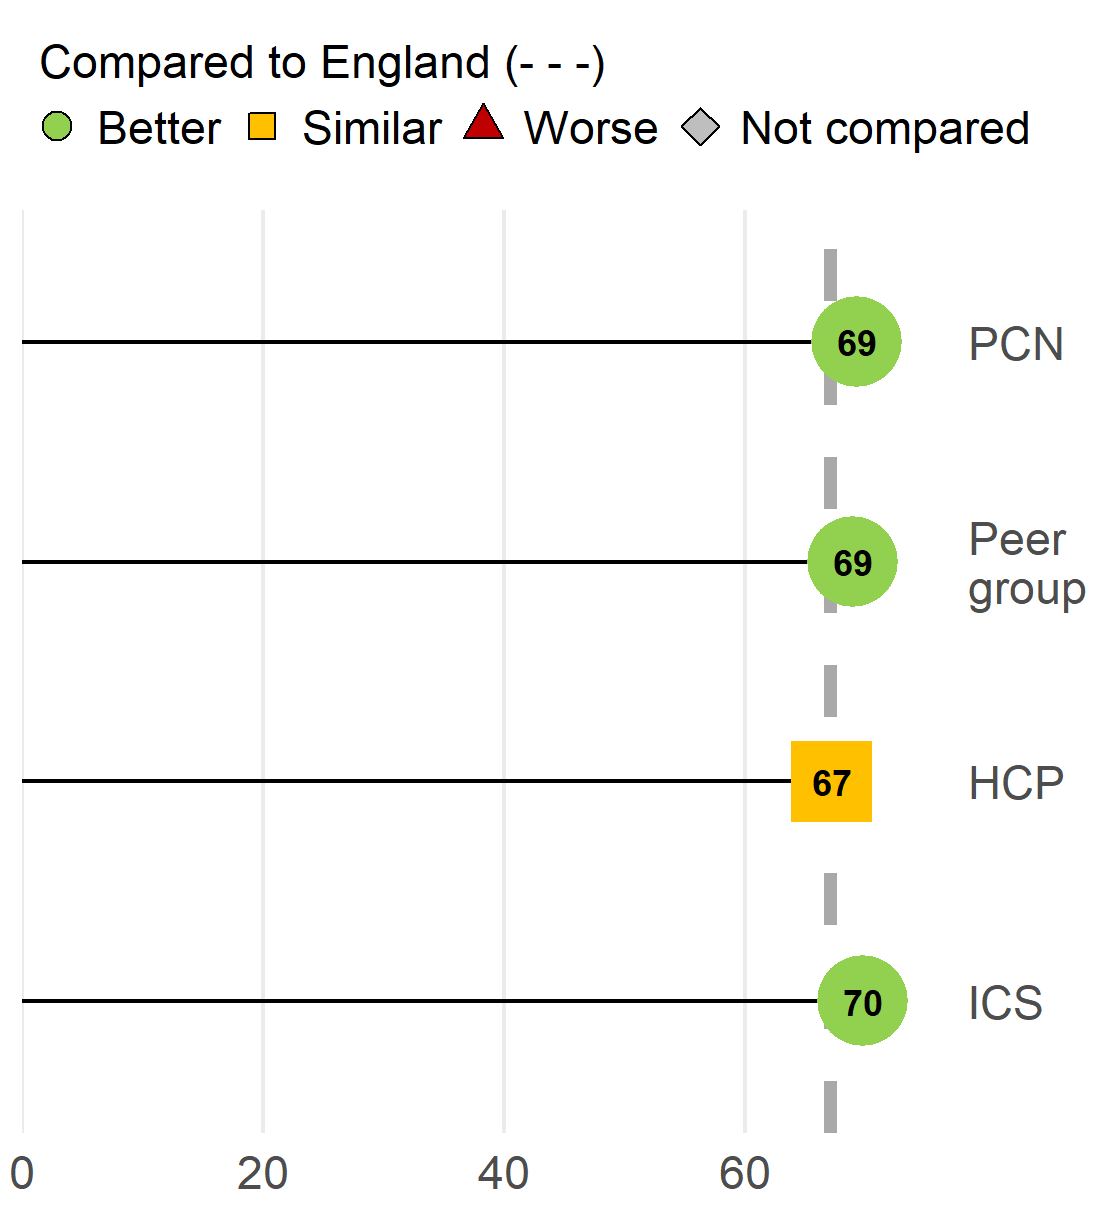 Compared to England (- - -)
Better Similar Worse Not compared
69 PCN
69 Peer
group
67 HCP
70 ICS
0 20 40 60